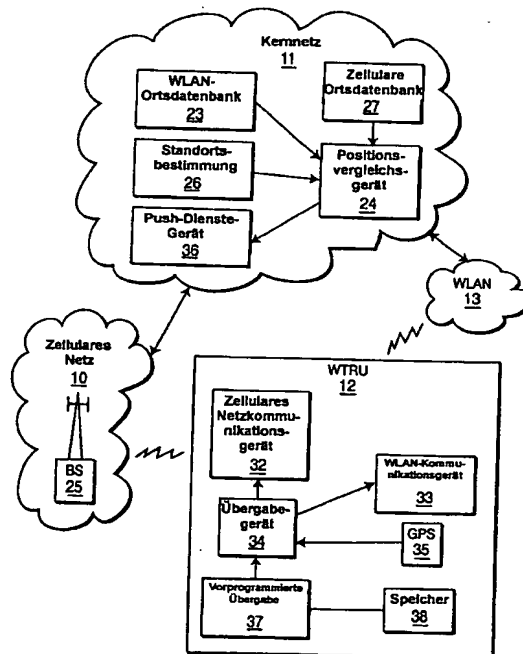 Kernnetz
11
WLAN-
Ortsdatenbank
23
Zellulare
Ortsdatenbank
27
Standorts-
bestimmung
26
Positions-
vergleichs-
gerät
24
Push-Dienste-
Gerät
36
WLAN
13
Zellulares
Netz
10
BS
25
WTRU
12
Zellulares
Netzkommu-
nikations-
gerät
32
WLAN-Kommu-
nikationsgerät
33
Übergabe-
gerät
34
GPS
35
Vorprogrammierte
Übergabe
37
Speicher
38